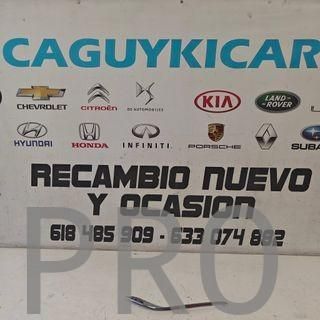 CAGUYKICAR
CHEVROLET CITROËN DS AUTOMOBILES KIA LAND ROVER
HYUNDAI HONDA INFINITI PORSCHE SUBA
RECAMBIO NUEVO
Y OCASION
618 485 909 - 633 074 882
PRO